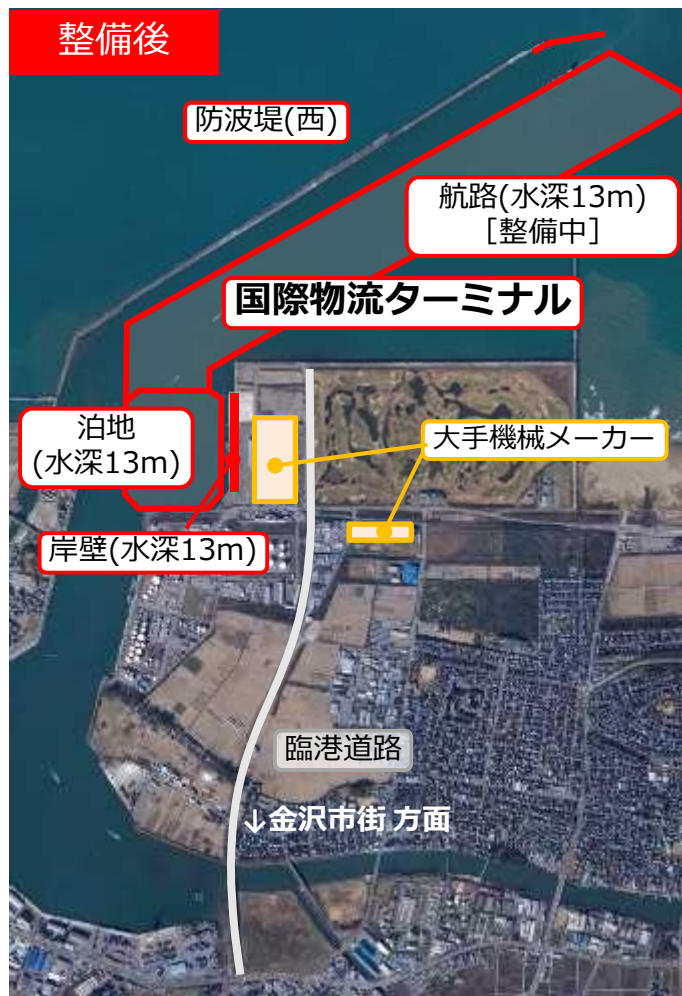 整備後
防波堤(西)
航路(水深13m)
［整備中］
国際物流ターミナル
泊地
(水深13m)
大手機械メーカー
岸壁(水深13m)
臨港道路
↓金沢市街 方面